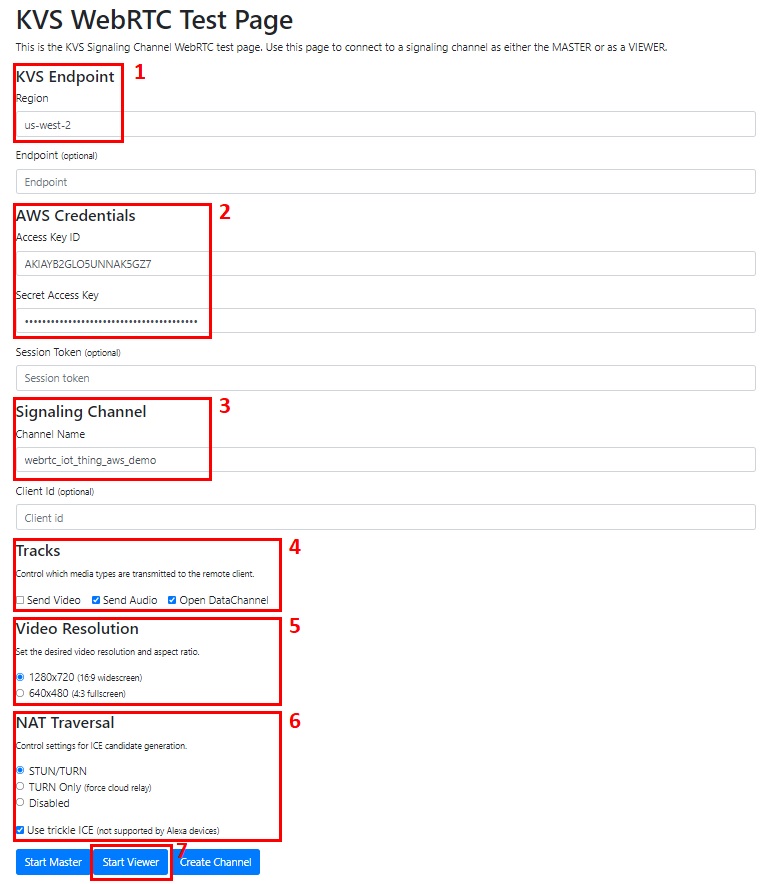 KVS WebRTC Test Page
This is the KVS Signaling Channel WebRTC test page. Use this page to connect to a signaling channel as either the MASTER or as a VIEWER.
KVS Endpoint 1
Region
us-west-2
Endpoint (optional)
Endpoint
AWS Credentials 2
Access Key ID
AKIAYB2GLO5UNNAK5GZ7
Secret Access Key
••••••••••••••••••••••••••••••••••••••••
Session Token (optional)
Session token
Signaling Channel 3
Channel Name
webrtc_iot_thing_aws_demo
Client Id (optional)
Client id
Tracks 4
Control which media types are transmitted to the remote client.
Send Video Send Audio Open DataChannel
Video Resolution 5
Set the desired video resolution and aspect ratio.
1280x720 (16:9 widescreen)
640x480 (4:3 fullscreen)
NAT Traversal 6
Control settings for ICE candidate generation.
STUN/TURN
TURN Only (force cloud relay)
Disabled
Use trickle ICE (not supported by Alexa devices)
7
Start Master Start Viewer Create Channel